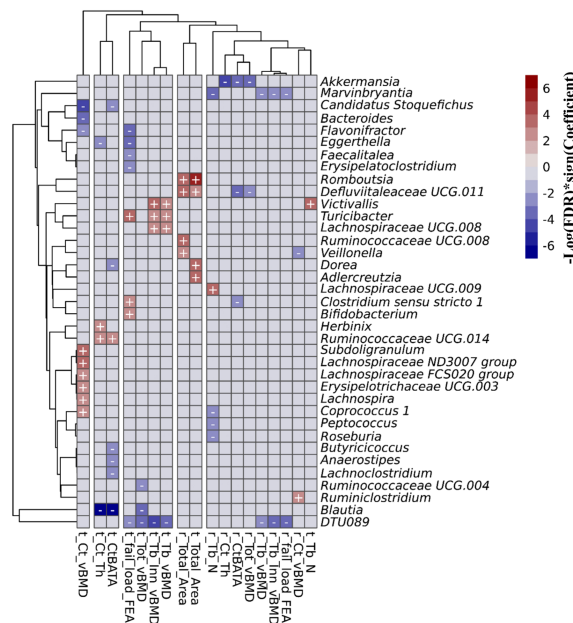 Akkermansia
Marvinbryantia
Candidatus Stoquefichus
Bacteroides
Flavonifractor
Eggerthella
Faecalitalea
Erysipelatoclostridium
Romboutsia
Defluviitaleaceae UCG.011
Victivallis
Turicibacter
Lachnospiraceae UCG.008
Ruminococcaceae UCG.008
Veillonella
Dorea
Adlercreutzia
Lachnospiraceae UCG.009
Clostridium sensu stricto 1
Bifidobacterium
Herbinix
Ruminococcaceae UCG.014
Subdoligranulum
Lachnospiraceae ND3007 group
Lachnospiraceae FCS020 group
Erysipelotrichaceae UCG.003
Lachnospira
Coprococcus 1
Peptococcus
Roseburia
Butyricicoccus
Anaerostipes
Lachnoclostridium
Ruminococcaceae UCG.004
Ruminiclostridium
Blautia
DTU089
t_Ct_vBMD
t_Ct_Th
t_CtBATA
t_fail_load_FEA
t_Tot_vBMD
t_Tb_Inn_vBMD
t_Tb_vBMD
r_Total_Area
t_Total_Area
r_Tb_N
r_Ct_Th
r_CtBATA
r_Tot_vBMD
r_Tb_vBMD
r_Tb_Inn_vBMD
r_fail_load_FEA
r_Ct_vBMD
t_Tb_N
6
4
2
0
-2
-4
-6
-Log(FDR)*sign(Coefficient)